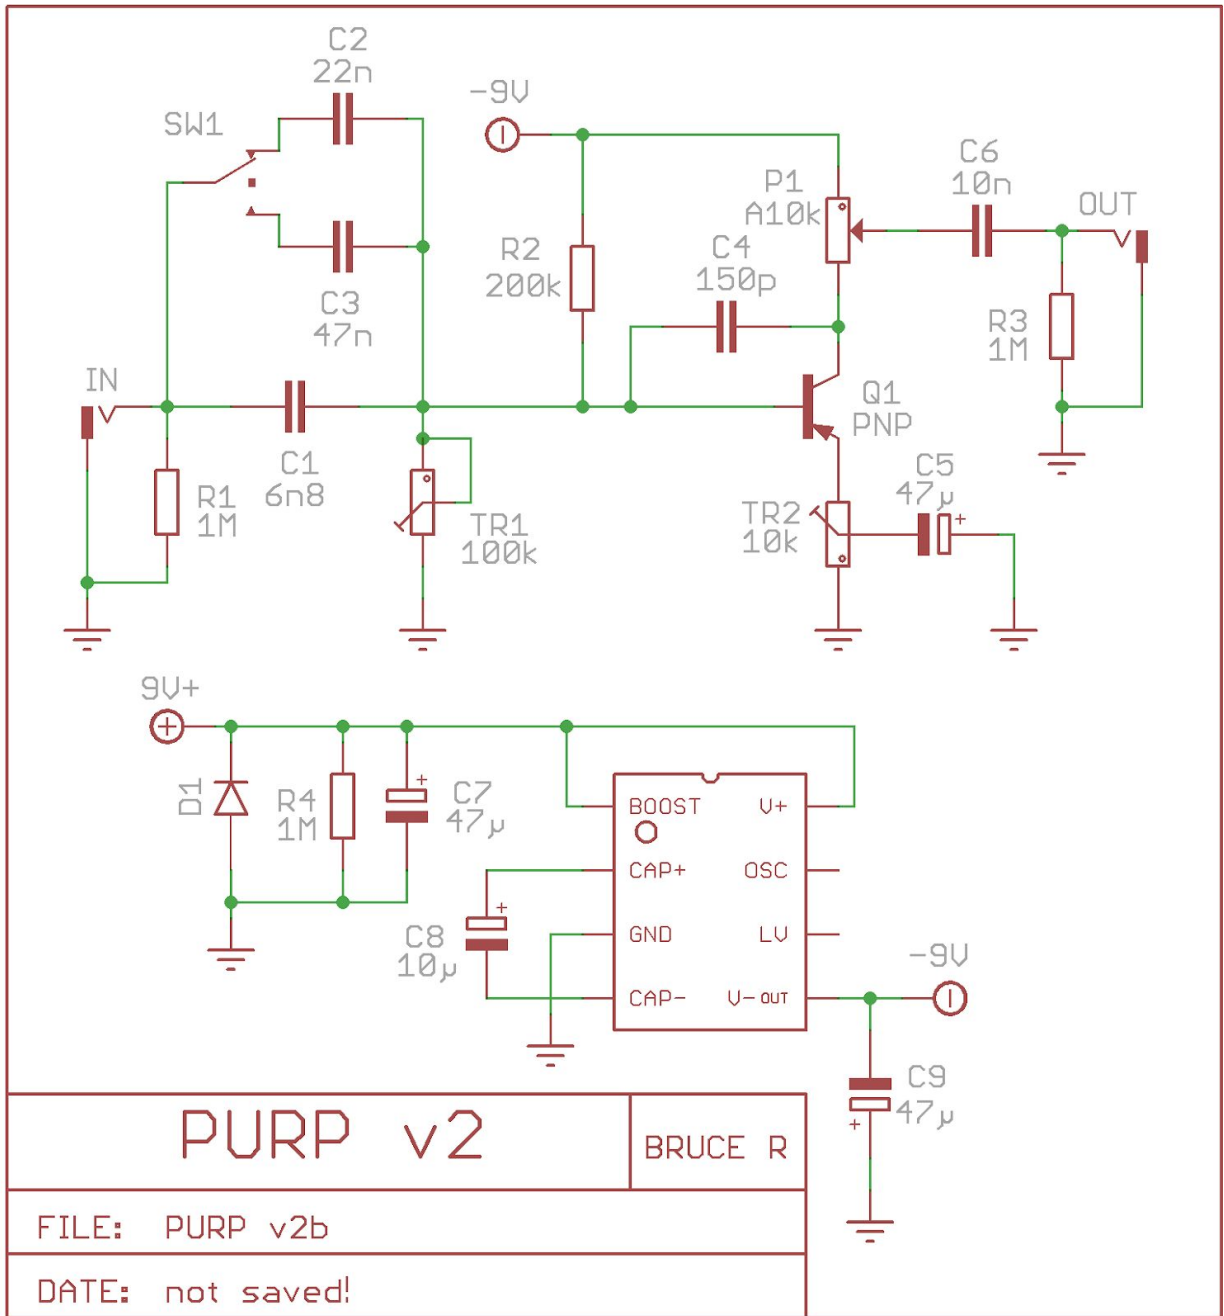 C2
22n
SW1
-9V
C6
10n
P1
A10k
OUT
R2
200k
C4
150p
C3
47n
R3
1M
IN
Q1
PNP
C1
6n8
R1
1M
TR1
100k
C5
47µ
+
TR2
10k
9V+
D1
R4
1M
+
C7
47µ
BOOST
V+
CAP+
OSC
+
C8
10µ
GND
LV
CAP-
V-OUT
-9V
C9
47µ
+
PURP v2
BRUCE R
FILE: PURP v2b
DATE: not saved!